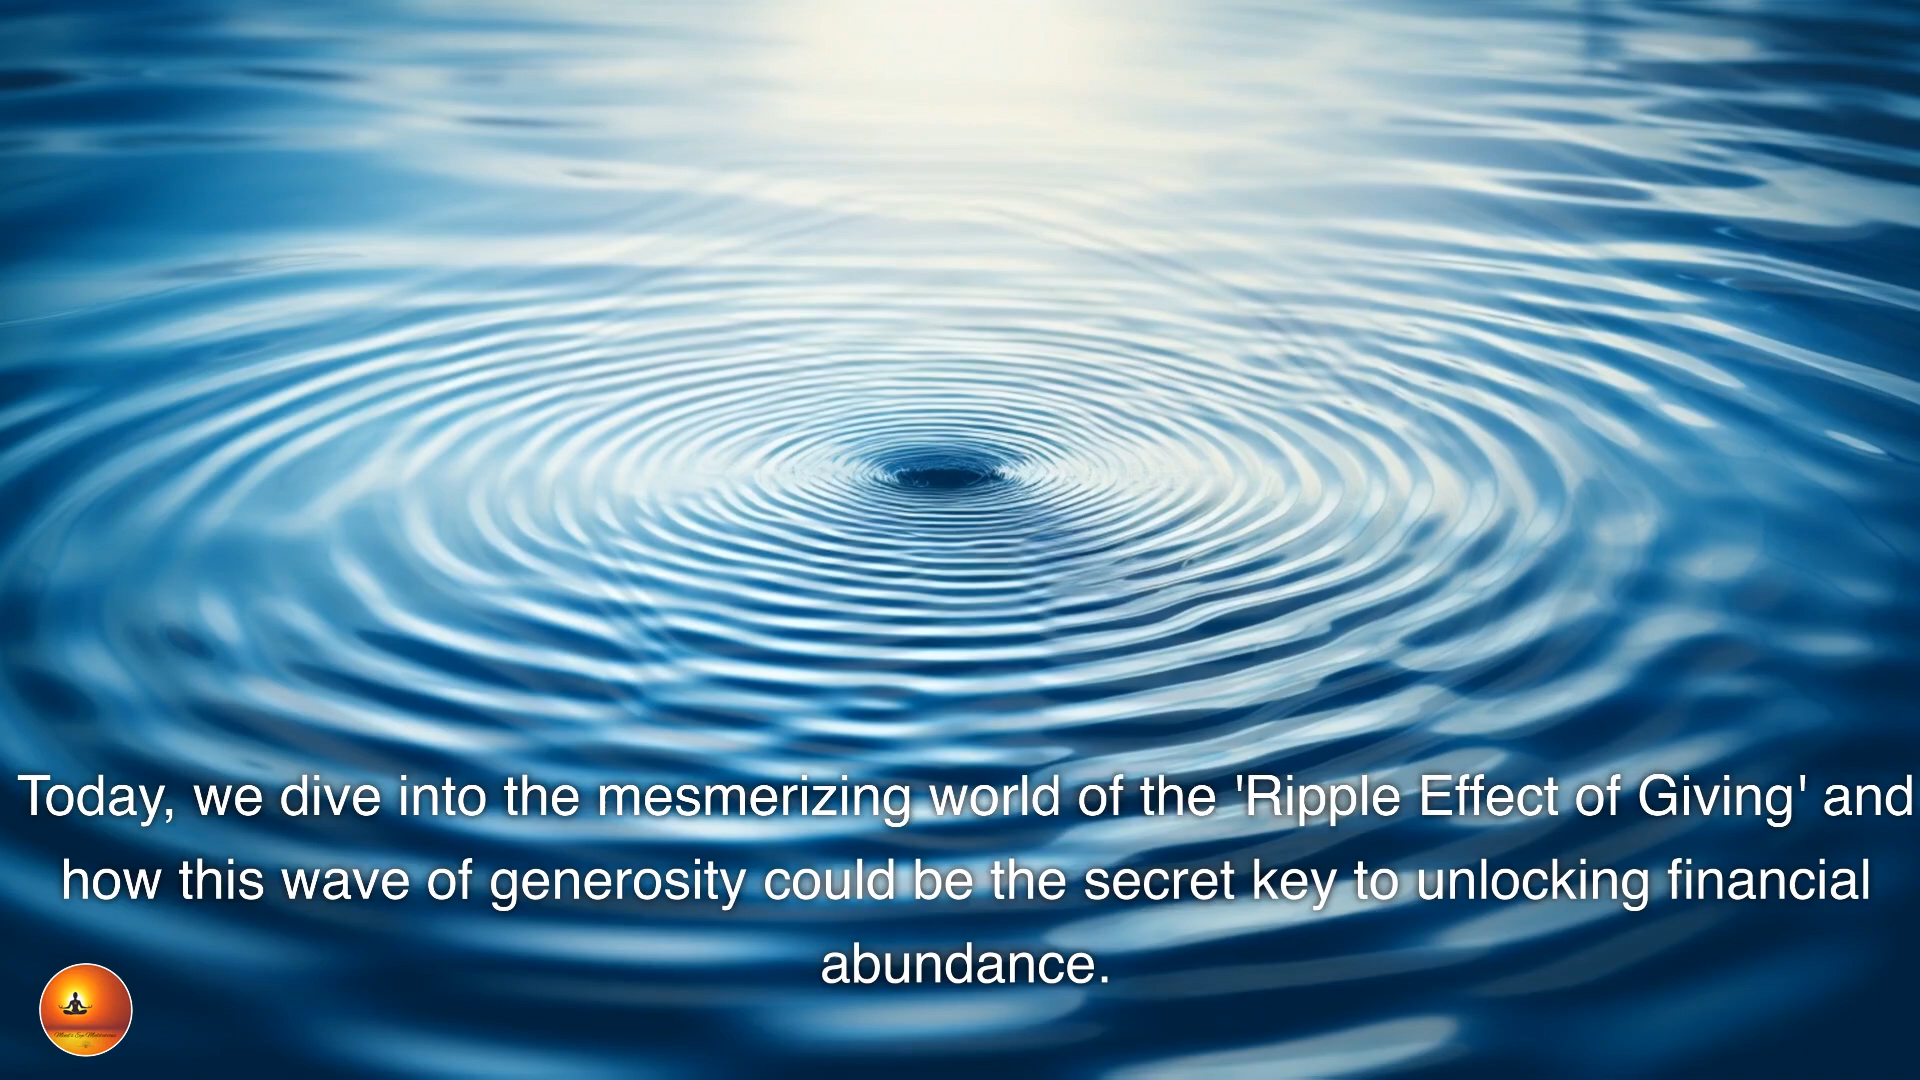 Today, we dive into the mesmerizing world of the 'Ripple Effect of Giving' and
how this wave of generosity could be the secret key to unlocking financial
abundance.